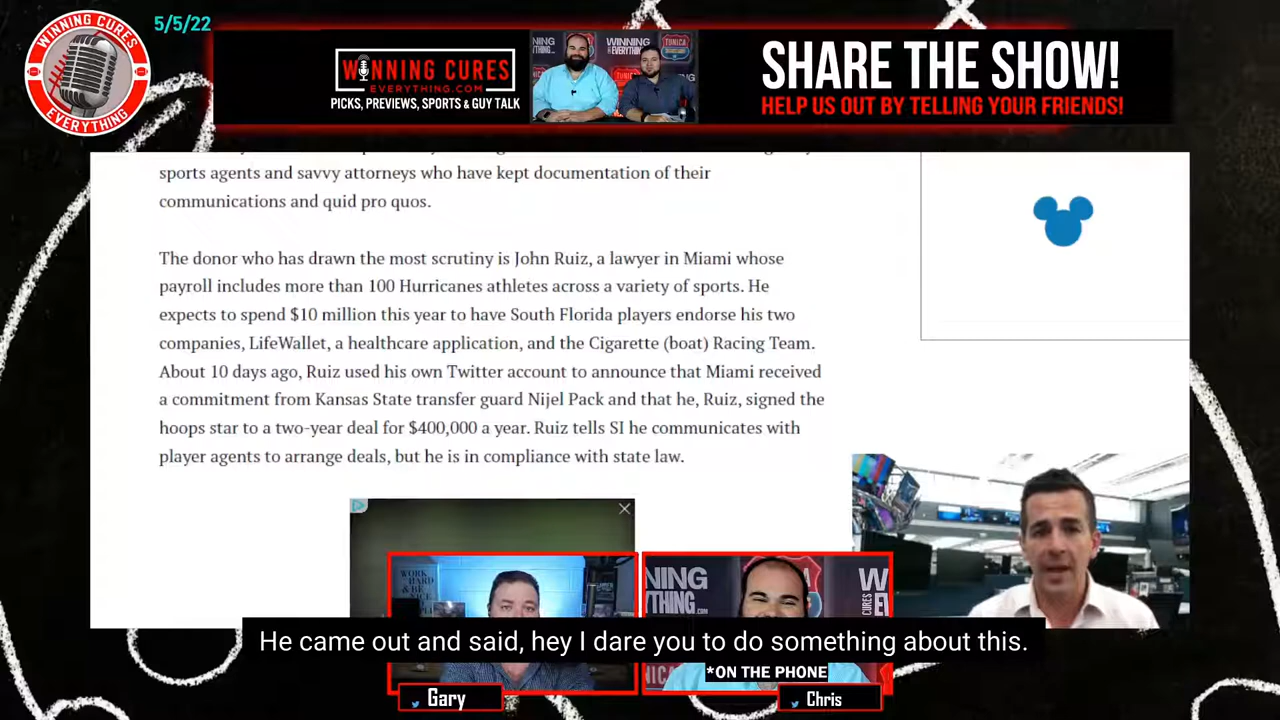 WINNING CURES
EVERYTHING
5/5/22
WINNING CURES
EVERYTHING.COM
PICKS, PREVIEWS, SPORTS & GUY TALK
WINNING
EVERYTHING
TUNICA
SHARE THE SHOW!
HELP US OUT BY TELLING YOUR FRIENDS!
sports agents and savvy attorneys who have kept documentation of their
communications and quid pro quos.
The donor who has drawn the most scrutiny is John Ruiz, a lawyer in Miami whose
payroll includes more than 100 Hurricanes athletes across a variety of sports. He
expects to spend $10 million this year to have South Florida players endorse his two
companies, LifeWallet, a healthcare application, and the Cigarette (boat) Racing Team.
About 10 days ago, Ruiz used his own Twitter account to announce that Miami received
a commitment from Kansas State transfer guard Nijel Pack and that he, Ruiz, signed the
hoops star to a two-year deal for $400,000 a year. Ruiz tells SI he communicates with
player agents to arrange deals, but he is in compliance with state law.
WORK
HARD
NING
YTHING.COM
He came out and said, hey I dare you to do something about this.
*ON THE PHONE
Gary
Chris